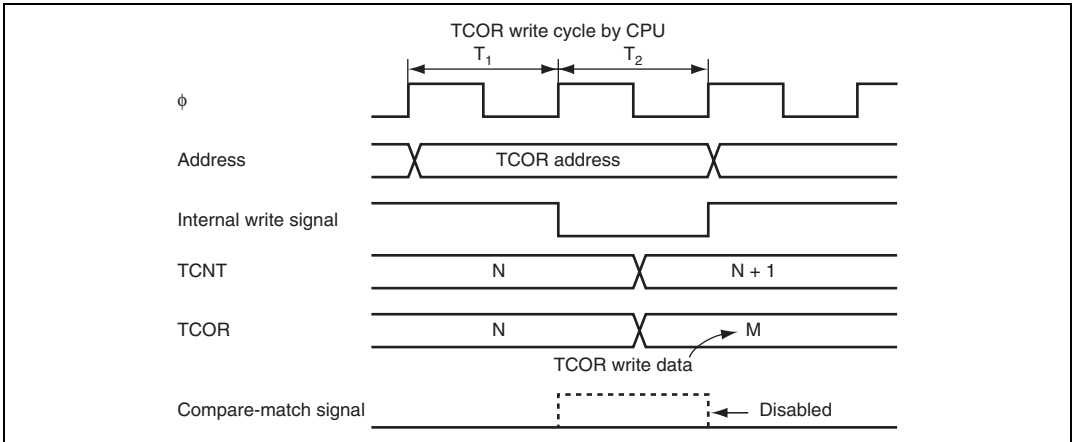 TCOR write cycle by CPU
T1 T2
φ
Address TCOR address
Internal write signal
TCNT N N + 1
TCOR N M
TCOR write data
Compare-match signal Disabled